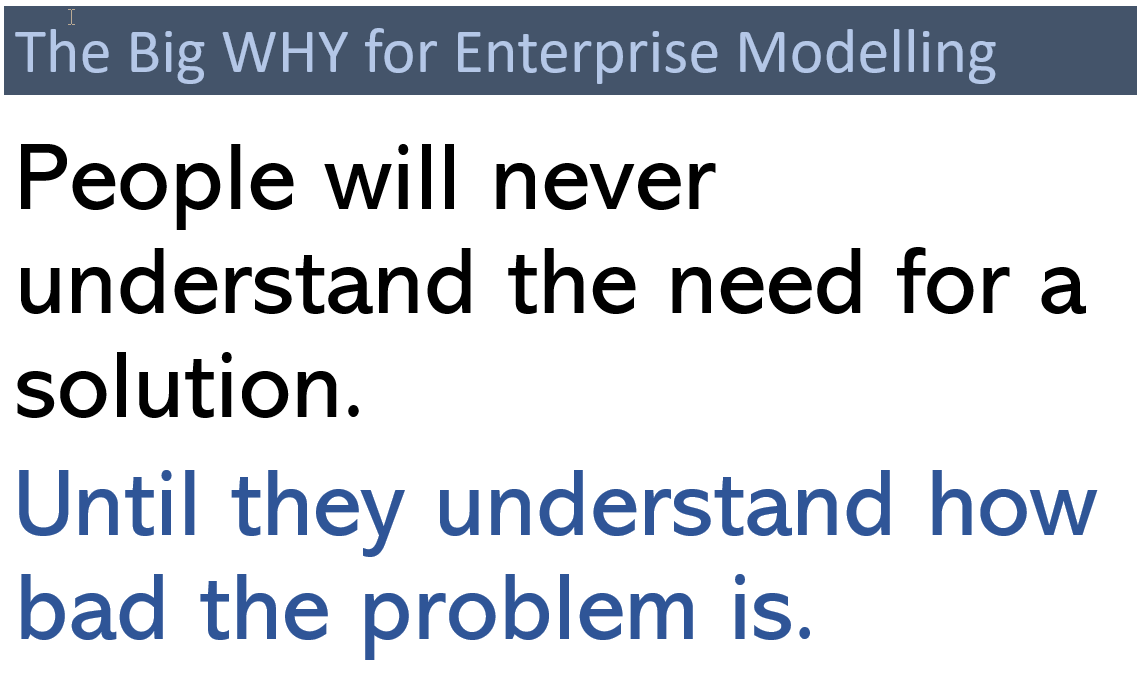 The Big WHY for Enterprise Modelling
People will never
understand the need for a
solution.
Until they understand how
bad the problem is.